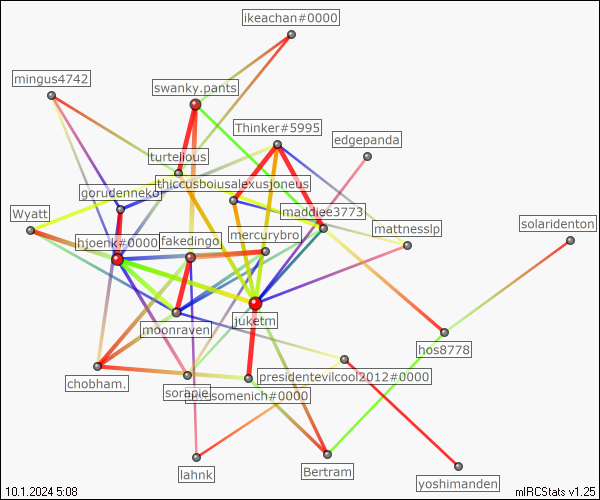 ikeachan#0000
mingus4742
swanky.pants
Thinker#5995
edgepanda
turtelious
thiccusboiusalexusjoneus
gorudenneko
Wyatt
maddiee3773
solaridenton
mercurybro
mattnesslp
hjoenk#0000
fakedingo
juketm
moonraven
hos8778
presidentevilcool2012#0000
chobham.
sorapie
somenich#0000
lahnk
Bertram
yoshimanden
10.1.2024 5:08
mIRCStats v1.25